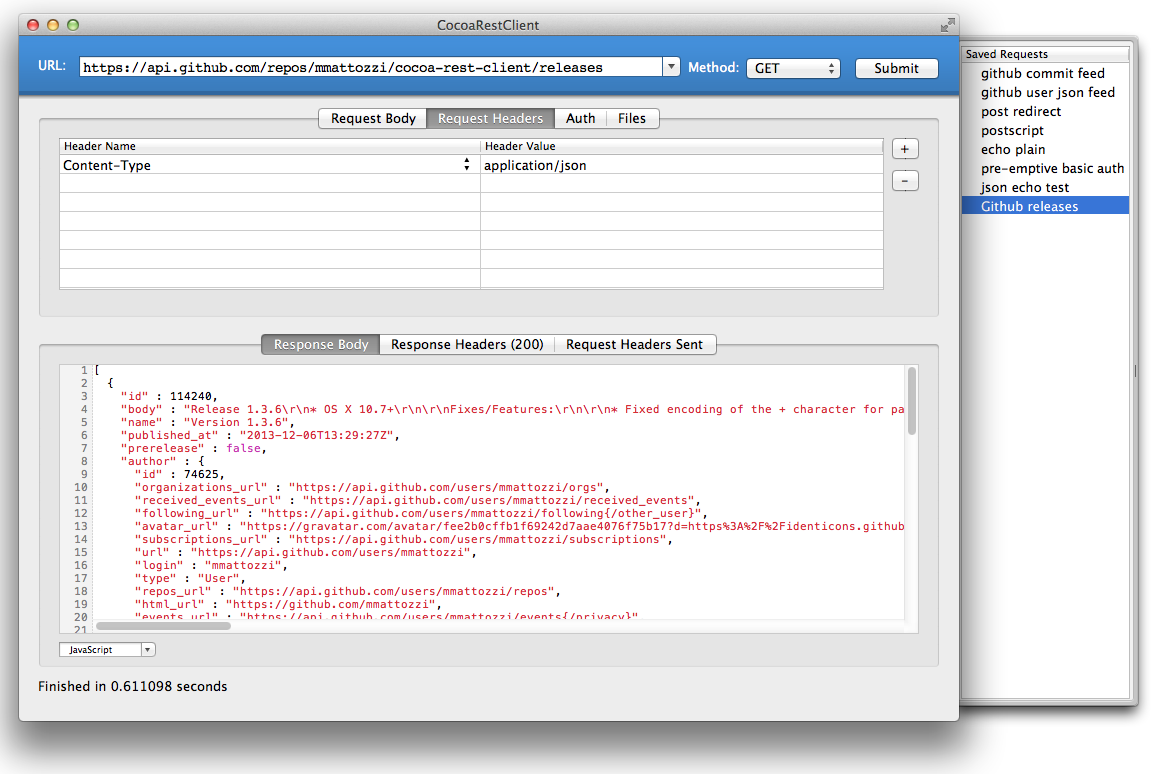 CocoaRestClient
URL: https://api.github.com/repos/mmattozzi/cocoa-rest-client/releases Method: GET Submit
Request Body Request Headers Auth Files
Header Name Header Value
Content-Type application/json
+
-
Response Body Response Headers (200) Request Headers Sent
1 [
2 {
3 "id" : 114240,
4 "body" : "Release 1.3.6\r\n* OS X 10.7+\r\n\r\nFixes/Features:\r\n\r\n* Fixed encoding of the + character for pa
5 "name" : "Version 1.3.6",
6 "published_at" : "2013-12-06T13:29:27Z",
7 "prerelease" : false,
8 "author" : {
9 "id" : 74625,
10 "organizations_url" : "https://api.github.com/users/mmattozzi/orgs",
11 "received_events_url" : "https://api.github.com/users/mmattozzi/received_events",
12 "following_url" : "https://api.github.com/users/mmattozzi/following{/other_user}",
13 "avatar_url" : "https://gravatar.com/avatar/fee2b0cffb1f69242d7aae4076f75b17?d=https%3A%2F%2Fidenticons.github
14 "subscriptions_url" : "https://api.github.com/users/mmattozzi/subscriptions",
15 "url" : "https://api.github.com/users/mmattozzi",
16 "login" : "mmattozzi",
17 "type" : "User",
18 "repos_url" : "https://api.github.com/users/mmattozzi/repos",
19 "html_url" : "https://github.com/mmattozzi",
20 "events_url" : "https://api.github.com/users/mmattozzi/events{/privacy}"
21
JavaScript
Finished in 0.611098 seconds
Saved Requests
github commit feed
github user json feed
post redirect
postscript
echo plain
pre-emptive basic auth
json echo test
Github releases